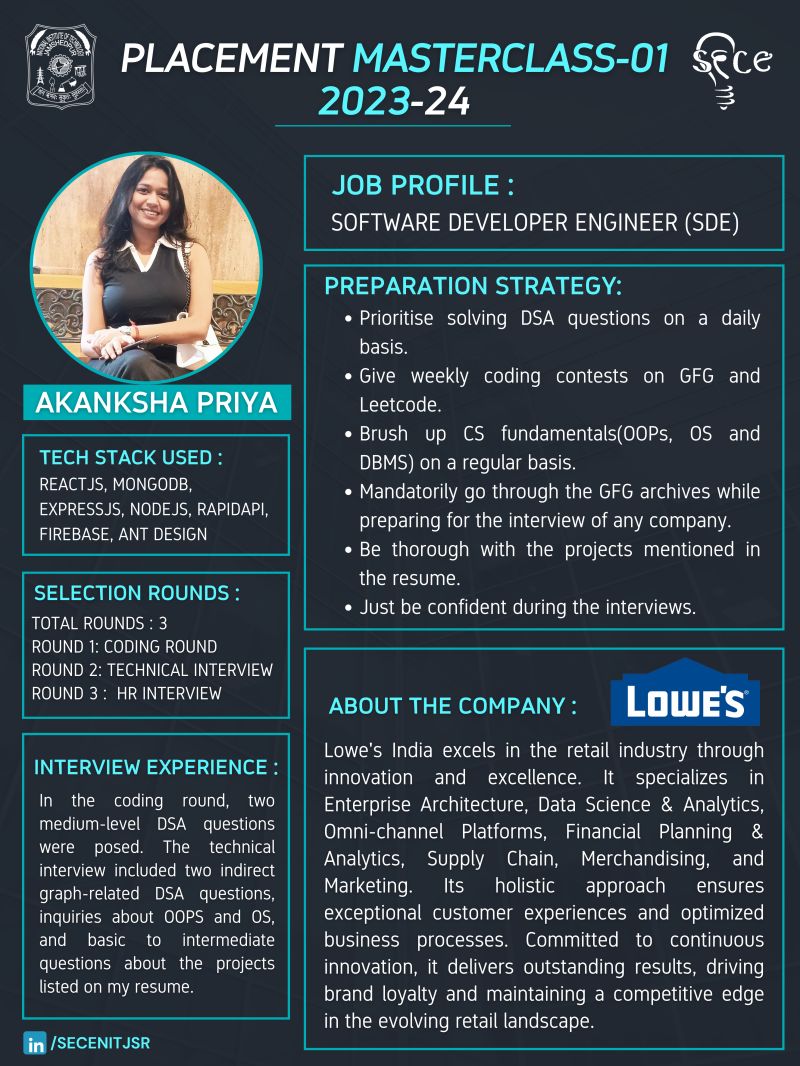 NATIONAL INSTITUTE OF TECHNOLOGY
JAMSHEDPUR
PLACEMENT MASTERCLASS-01
2023-24
sece
AKANKSHA PRIYA
TECH STACK USED :
REACTJS, MONGODB,
EXPRESSJS, NODEJS, RAPIDAPI,
FIREBASE, ANT DESIGN
SELECTION ROUNDS :
TOTAL ROUNDS : 3
ROUND 1: CODING ROUND
ROUND 2: TECHNICAL INTERVIEW
ROUND 3 : HR INTERVIEW
INTERVIEW EXPERIENCE :
In the coding round, two
medium-level DSA questions
were posed. The technical
interview included two indirect
graph-related DSA questions,
inquiries about OOPS and OS,
and basic to intermediate
questions about the projects
listed on my resume.
in /SECENITJSR
JOB PROFILE :
SOFTWARE DEVELOPER ENGINEER (SDE)
PREPARATION STRATEGY:
• Prioritise solving DSA questions on a daily
basis.
• Give weekly coding contests on GFG and
Leetcode.
• Brush up CS fundamentals(OOPs, OS and
DBMS) on a regular basis.
• Mandatorily go through the GFG archives while
preparing for the interview of any company.
• Be thorough with the projects mentioned in
the resume.
• Just be confident during the interviews.
ABOUT THE COMPANY :
LOWE'S®
Lowe's India excels in the retail industry through
innovation and excellence. It specializes in
Enterprise Architecture, Data Science & Analytics,
Omni-channel Platforms, Financial Planning &
Analytics, Supply Chain, Merchandising, and
Marketing. Its holistic approach ensures
exceptional customer experiences and optimized
business processes. Committed to continuous
innovation, it delivers outstanding results, driving
brand loyalty and maintaining a competitive edge
in the evolving retail landscape.